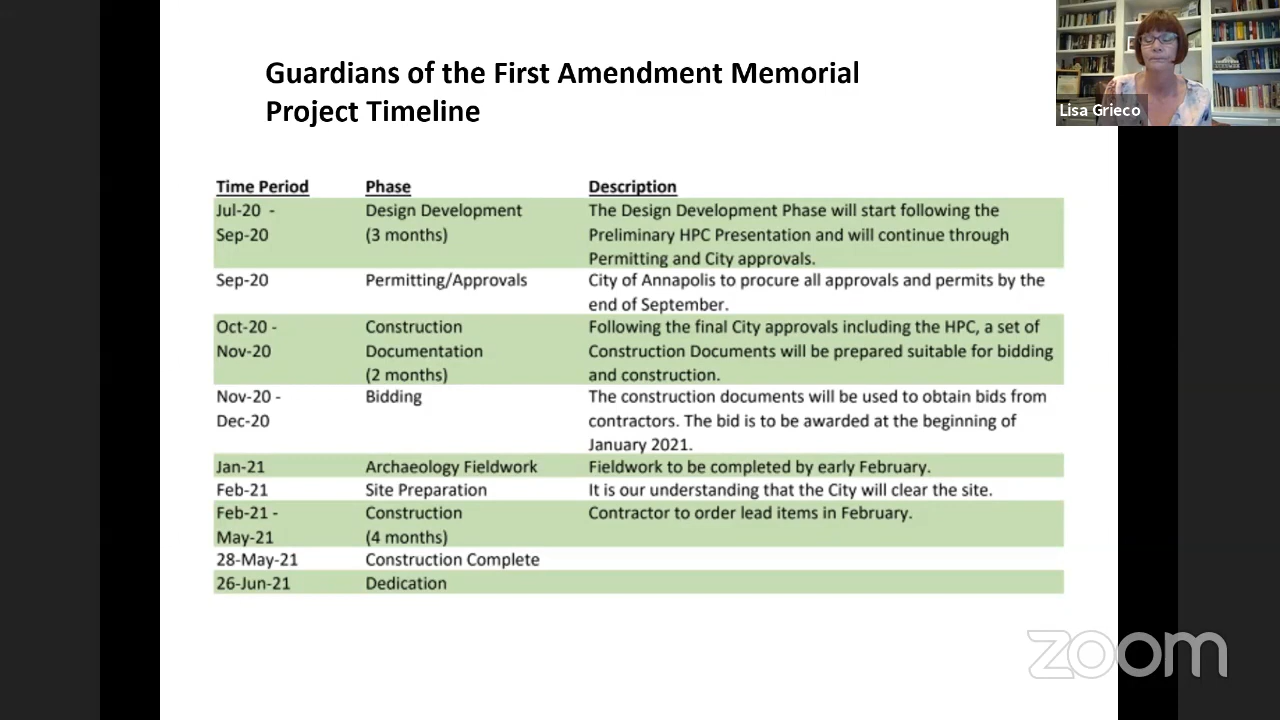 Guardians of the First Amendment Memorial
Project Timeline
Lisa Grieco
Time Period Phase Description
Jul-20 - Design Development The Design Development Phase will start following the
Sep-20 (3 months) Preliminary HPC Presentation and will continue through
Permitting and City approvals.
Sep-20 Permitting/Approvals City of Annapolis to procure all approvals and permits by the
end of September.
Oct-20 - Construction Following the final City approvals including the HPC, a set of
Nov-20 Documentation Construction Documents will be prepared suitable for bidding
(2 months) and construction.
Nov-20 - Bidding The construction documents will be used to obtain bids from
Dec-20 contractors. The bid is to be awarded at the beginning of
January 2021.
Jan-21 Archaeology Fieldwork Fieldwork to be completed by early February.
Feb-21 Site Preparation It is our understanding that the City will clear the site.
Feb-21 - Construction Contractor to order lead items in February.
May-21 (4 months)
28-May-21 Construction Complete
26-Jun-21 Dedication
zoom